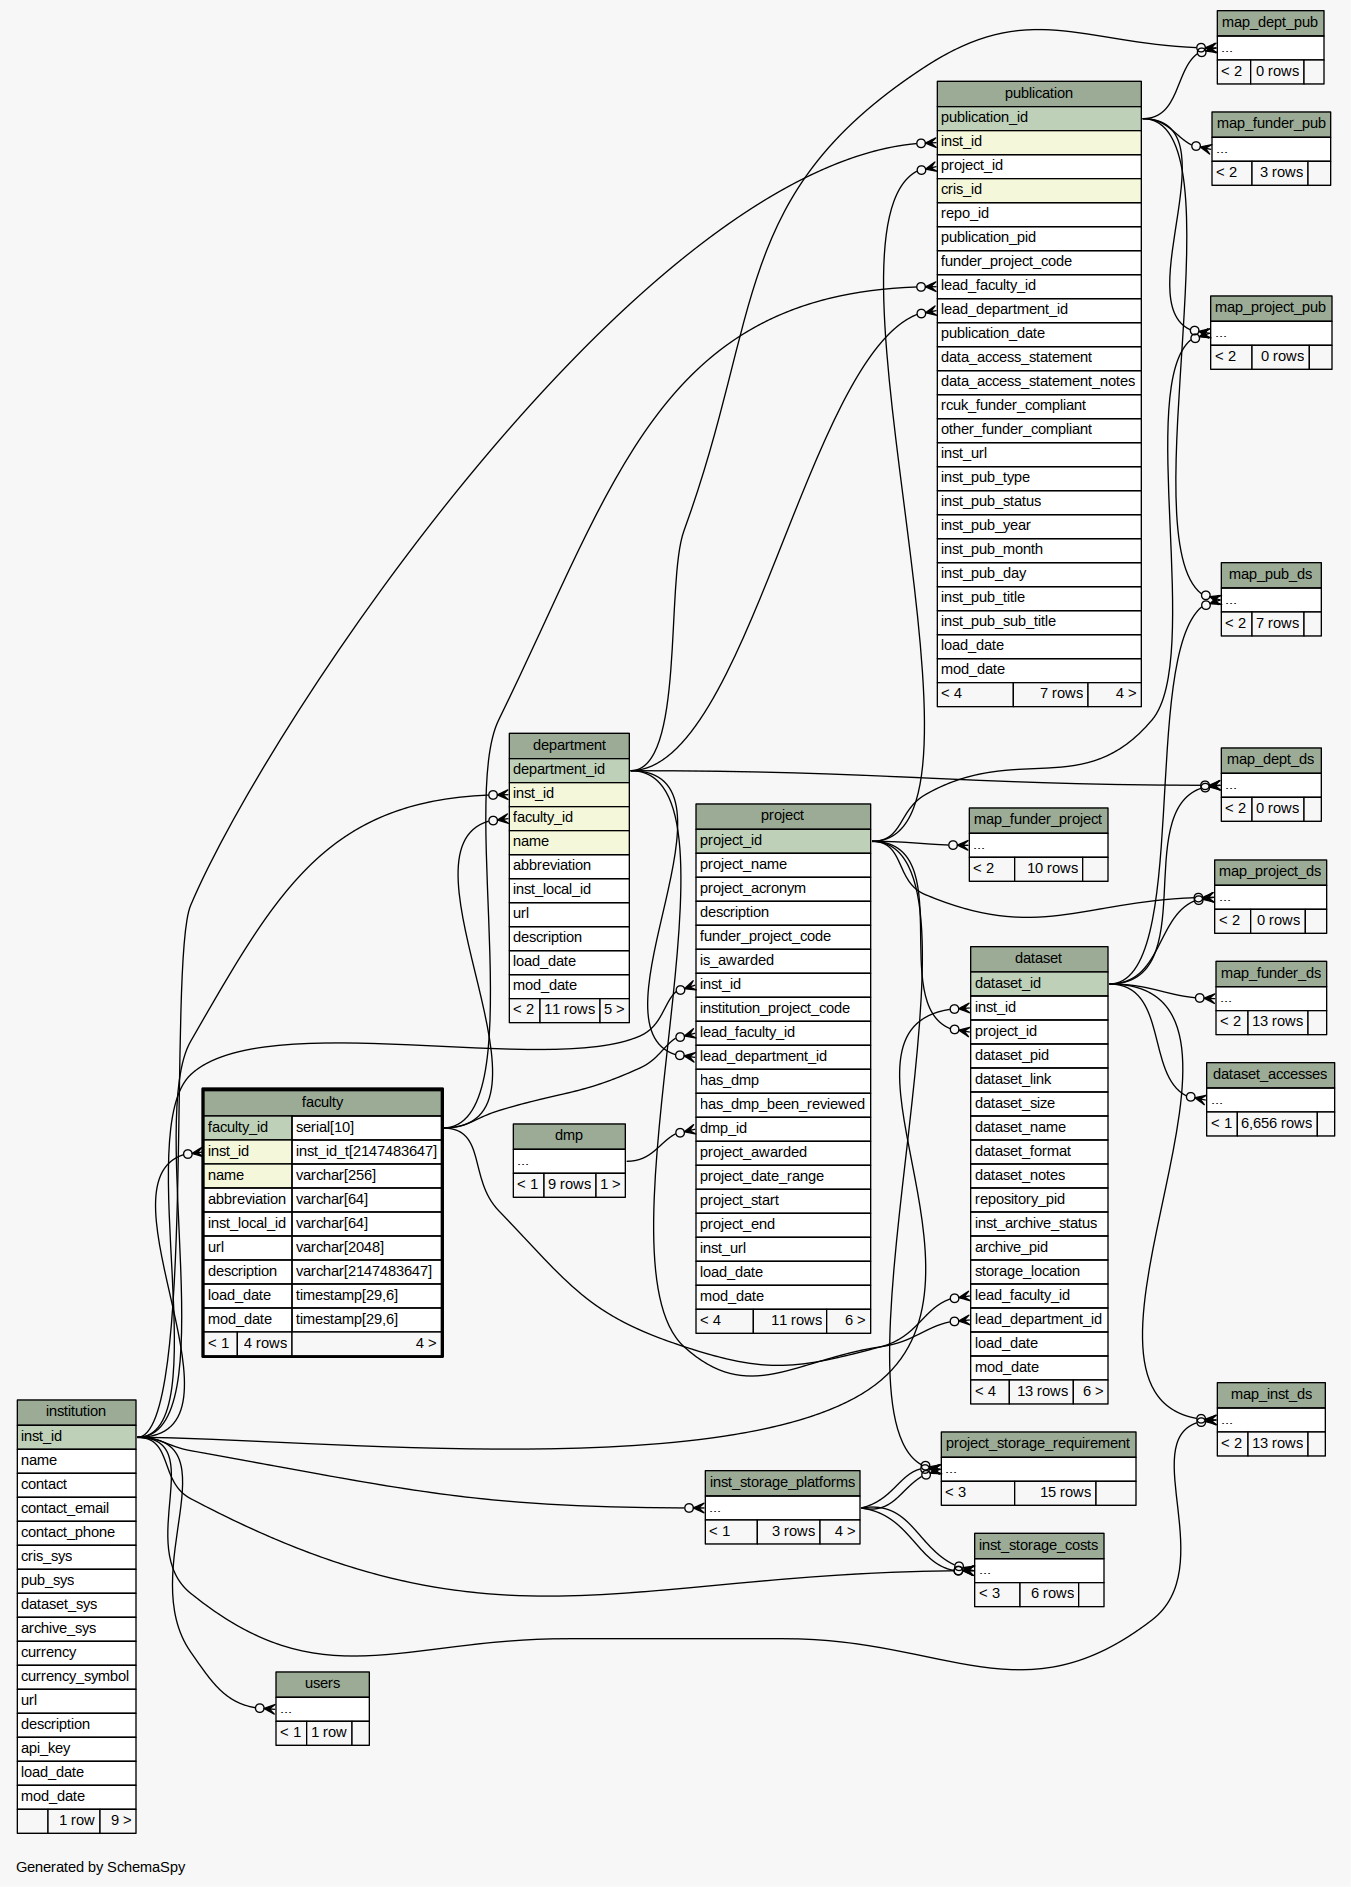 map_dept_pub
...
< 2 0 rows
publication
publication_id
inst_id
project_id
cris_id
repo_id
publication_pid
funder_project_code
lead_faculty_id
lead_department_id
publication_date
data_access_statement
data_access_statement_notes
rcuk_funder_compliant
other_funder_compliant
inst_url
inst_pub_type
inst_pub_status
inst_pub_year
inst_pub_month
inst_pub_day
inst_pub_title
inst_pub_sub_title
load_date
mod_date
< 4 7 rows 4 >
map_funder_pub
...
< 2 3 rows
map_project_pub
...
< 2 0 rows
map_pub_ds
...
< 2 7 rows
department
department_id
inst_id
faculty_id
name
abbreviation
inst_local_id
url
description
load_date
mod_date
< 2 11 rows 5 >
map_dept_ds
...
< 2 0 rows
project
project_id
project_name
project_acronym
description
funder_project_code
is_awarded
inst_id
institution_project_code
lead_faculty_id
lead_department_id
has_dmp
has_dmp_been_reviewed
dmp_id
project_awarded
project_date_range
project_start
project_end
inst_url
load_date
mod_date
< 4 11 rows 6 >
map_funder_project
...
< 2 10 rows
map_project_ds
...
< 2 0 rows
dataset
dataset_id
inst_id
project_id
dataset_pid
dataset_link
dataset_size
dataset_name
dataset_format
dataset_notes
repository_pid
inst_archive_status
archive_pid
storage_location
lead_faculty_id
lead_department_id
load_date
mod_date
< 4 13 rows 6 >
map_funder_ds
...
< 2 13 rows
dataset_accesses
...
< 1 6,656 rows
faculty
faculty_id serial[10]
inst_id inst_id_t[2147483647]
name varchar[256]
abbreviation varchar[64]
inst_local_id varchar[64]
url varchar[2048]
description varchar[2147483647]
load_date timestamp[29,6]
mod_date timestamp[29,6]
< 1 4 rows 4 >
dmp
...
< 1 9 rows 1 >
map_inst_ds
...
< 2 13 rows
institution
inst_id
name
contact
contact_email
contact_phone
cris_sys
pub_sys
dataset_sys
archive_sys
currency
currency_symbol
url
description
api_key
load_date
mod_date
1 row 9 >
project_storage_requirement
...
< 3 15 rows
inst_storage_platforms
...
< 1 3 rows 4 >
inst_storage_costs
...
< 3 6 rows
users
...
< 1 1 row
Generated by SchemaSpy